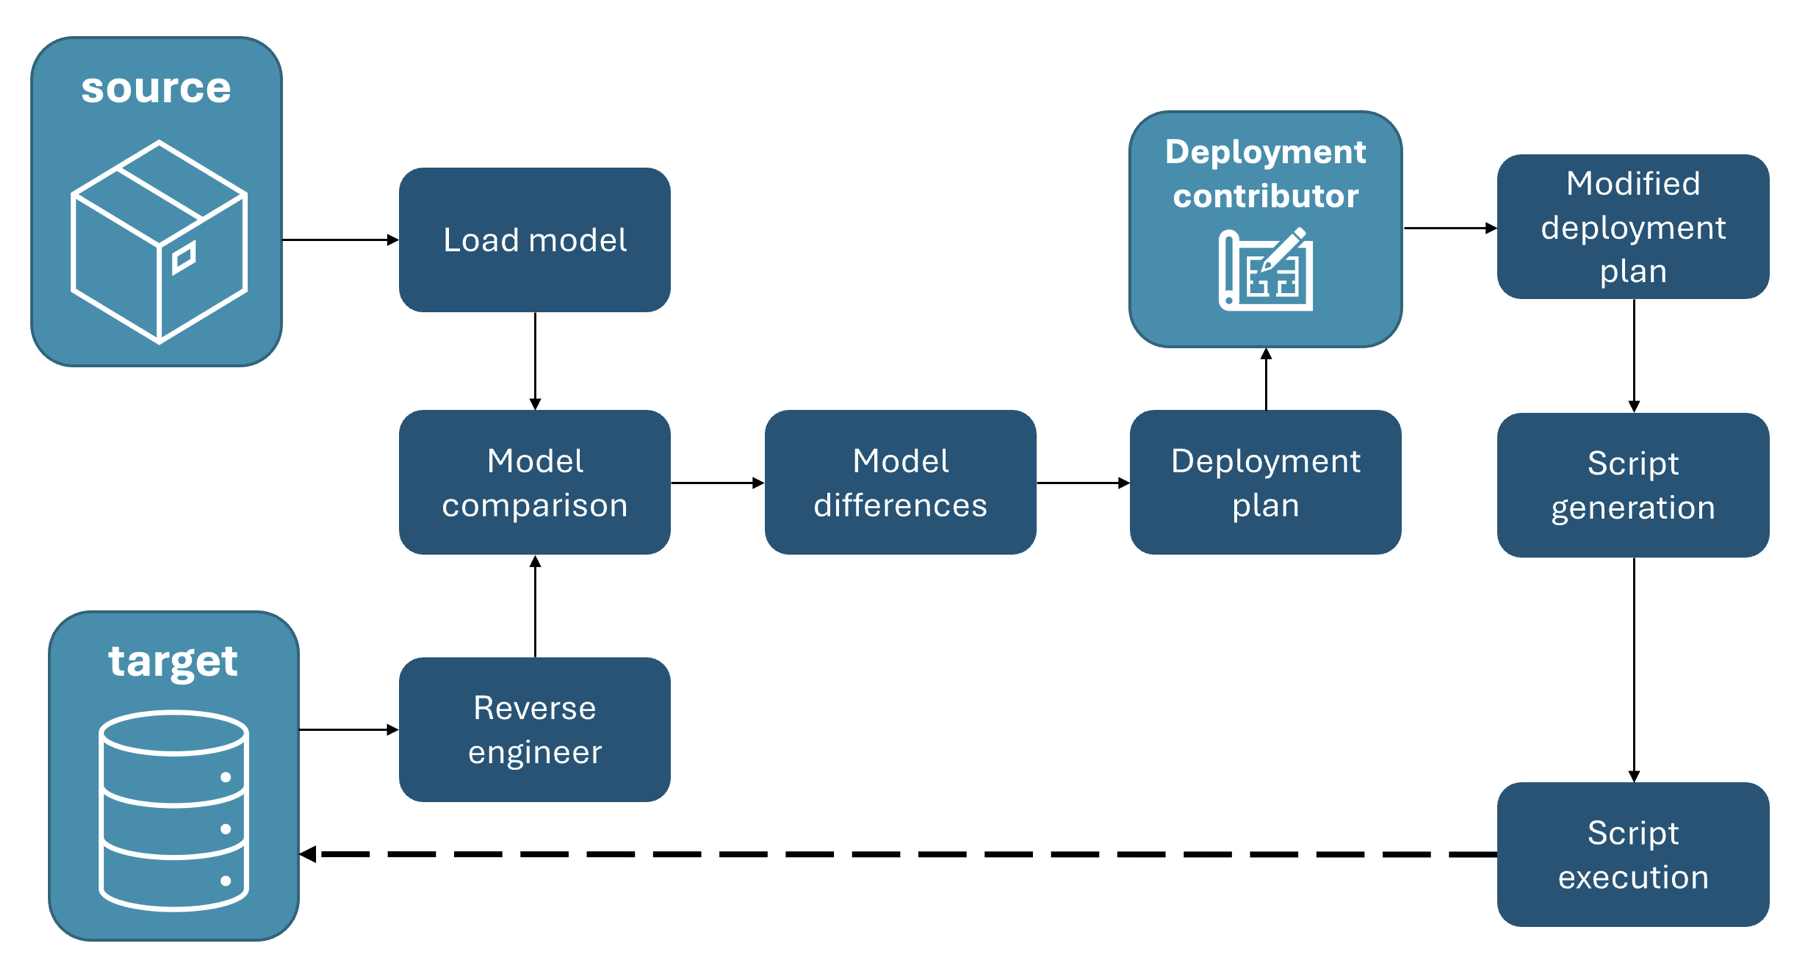 source
Load model
Deployment
contributor
Modified
deployment
plan
Model
comparison
Model
differences
Deployment
plan
Script
generation
target
Reverse
engineer
Script
execution